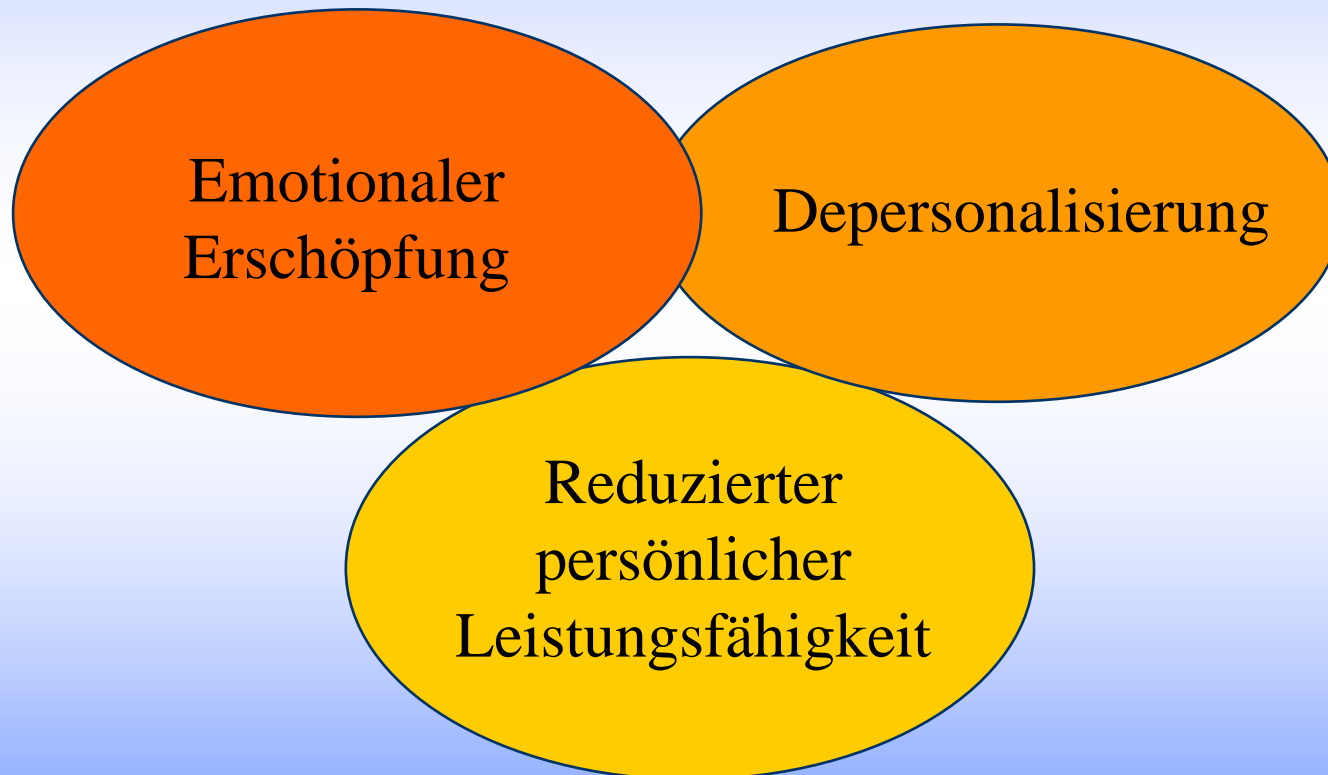 Emotionaler
Erschöpfung
Depersonalisierung
Reduzierter
persönlicher
Leistungsfähigkeit